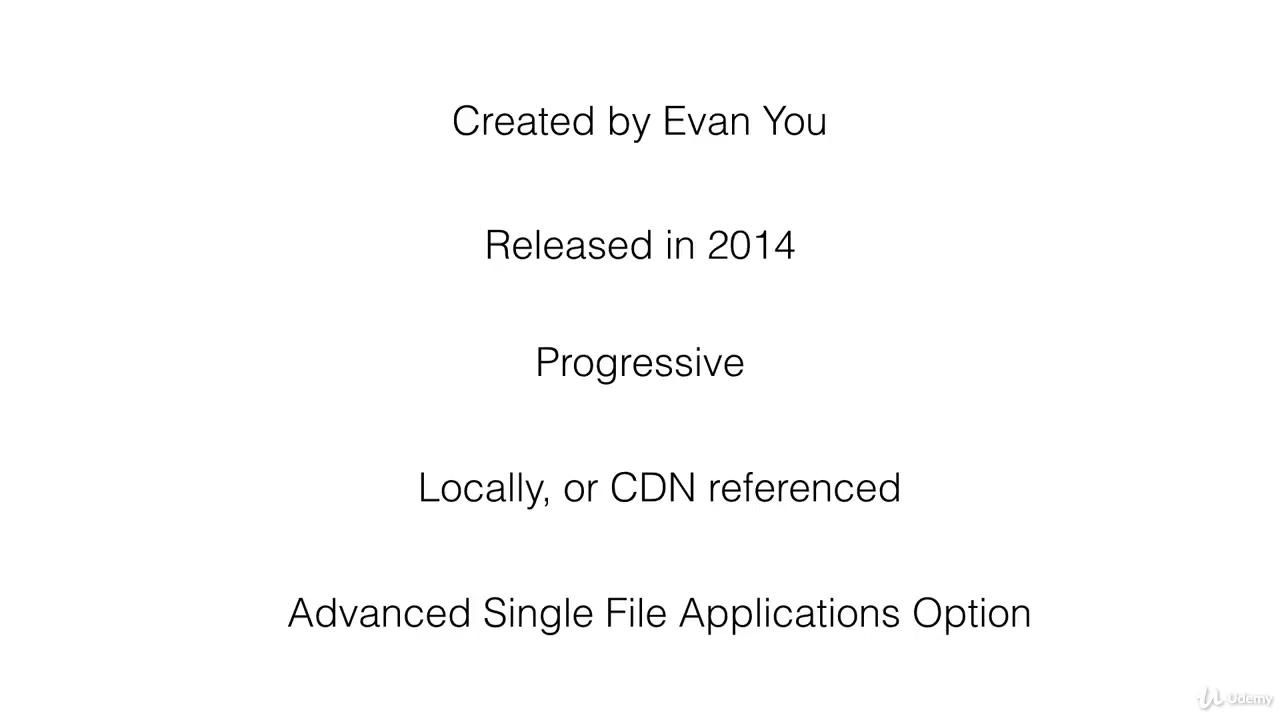 Created by Evan You
Released in 2014
Progressive
Locally, or CDN referenced
Advanced Single File Applications Option
Udemy